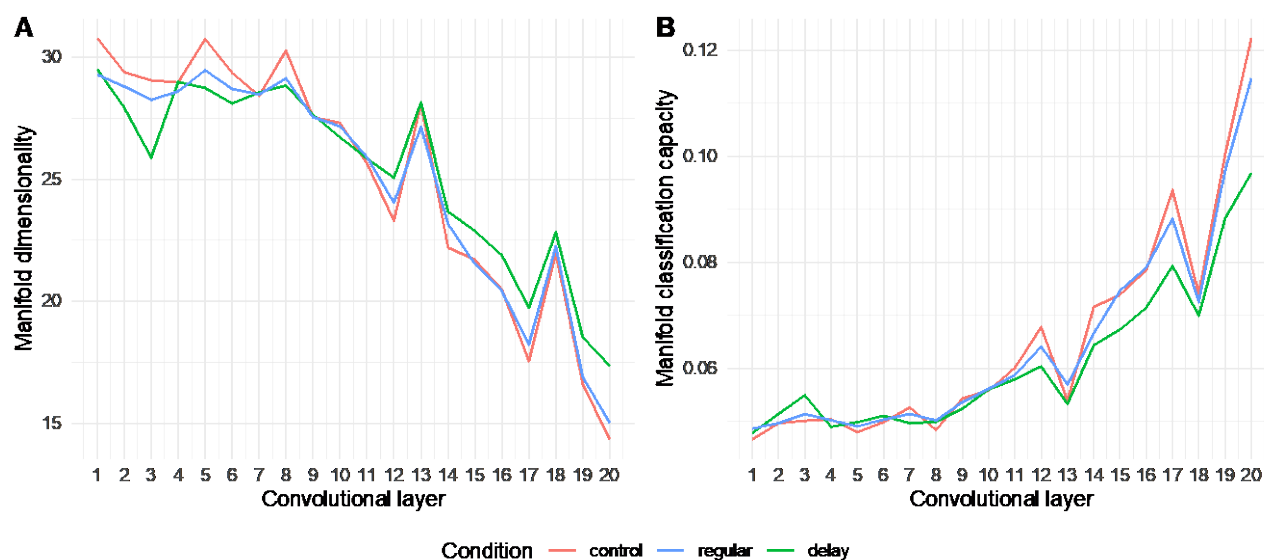 A
B
Manifold dimensionality
30
25
20
15
1 2 3 4 5 6 7 8 9 10 11 12 13 14 15 16 17 18 19 20
Convolutional layer
Manifold classification capacity
0.12
0.10
0.08
0.06
1 2 3 4 5 6 7 8 9 10 11 12 13 14 15 16 17 18 19 20
Convolutional layer
Condition control regular delay